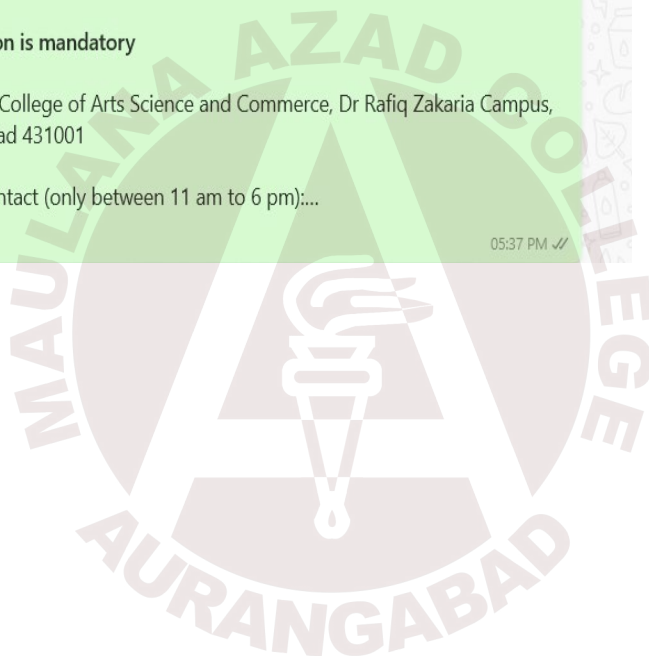 on is mandatory
College of Arts Science and Commerce, Dr Rafiq Zakaria Campus,
ad 431001
ntact (only between 11 am to 6 pm):...
05:37 PM
MAULANA AZAD COLLEGE
AURANGABAD